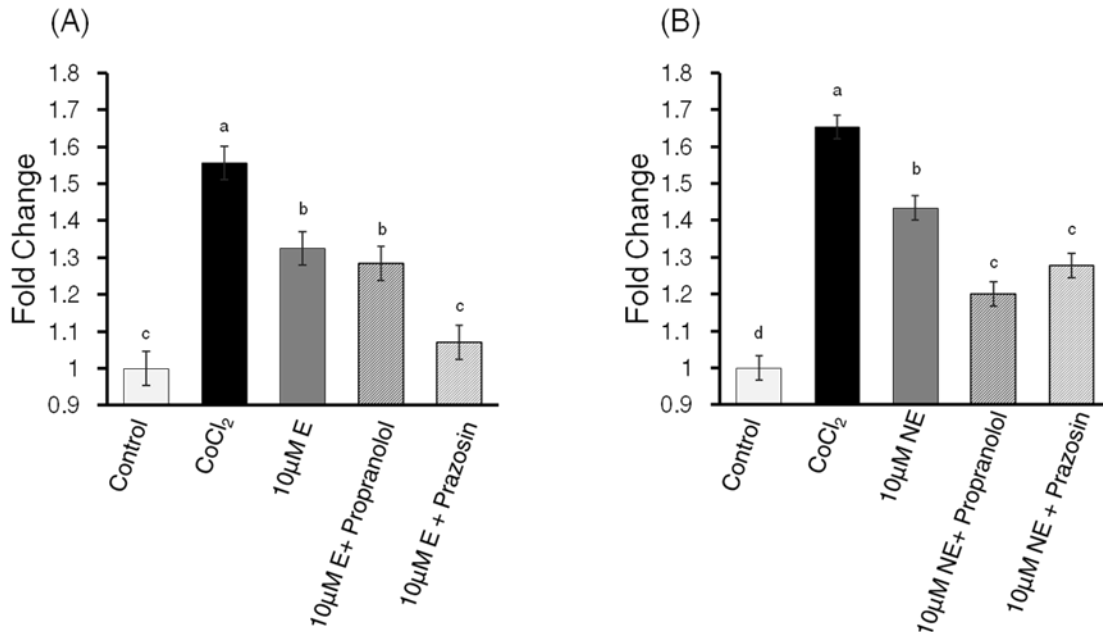 (A)
Fold Change
1.8
1.7
1.6
1.5
1.4
1.3
1.2
1.1
1
0.9
c
a
b
b
c
Control
CoCl₂
10µM E
10µM E+ Propranolol
10µM E + Prazosin
(B)
Fold Change
1.8
1.7
1.6
1.5
1.4
1.3
1.2
1.1
1
0.9
d
a
b
c
c
Control
CoCl₂
10µM NE
10µM NE+ Propranolol
10µM NE + Prazosin